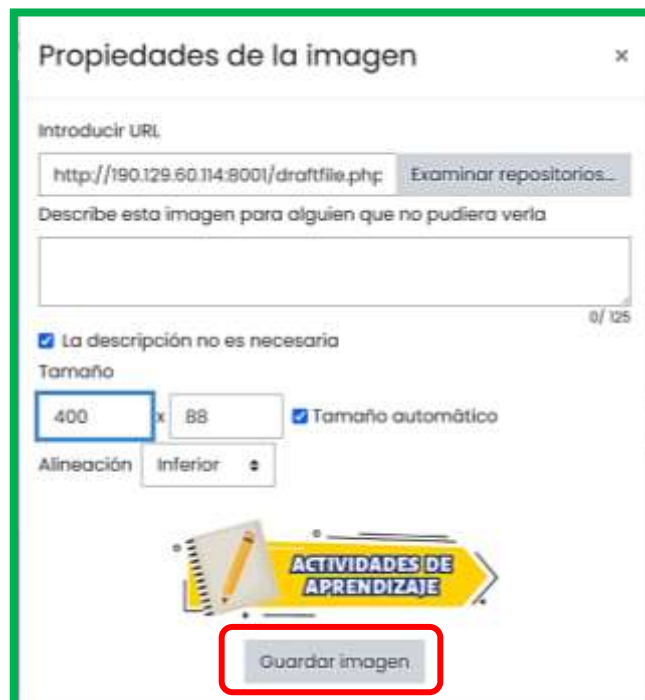 Propiedades de la imagen ×
Introducir URL
http://190.129.60.114:8001/draftfile.php Examinar repositorios...
Describe esta imagen para alguien que no pudiera verla
0/ 125
La descripción no es necesaria
Tamaño
400 x 88 Tamaño automático
Alineación Inferior
ACTIVIDADES DE
APRENDIZAJE
Guardar imagen